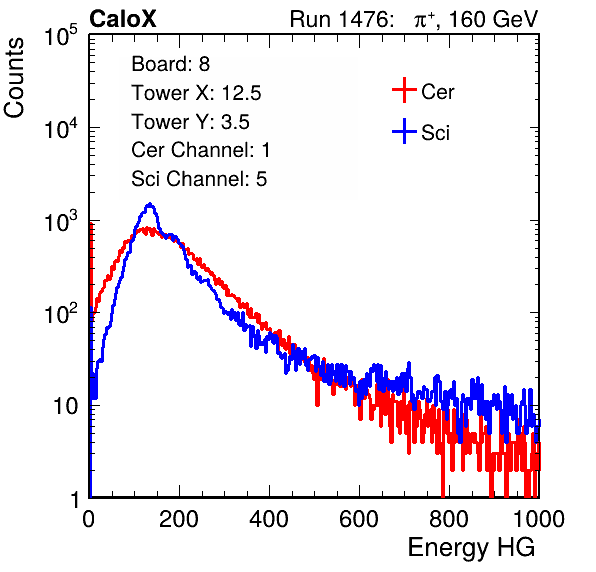 CaloX Run 1476: π⁺, 160 GeV
Counts
Board: 8
Tower X: 12.5
Tower Y: 3.5
Cer Channel: 1
Sci Channel: 5
Cer
Sci
10⁵
10⁴
10³
10²
10
1
0 200 400 600 800 1000
Energy HG